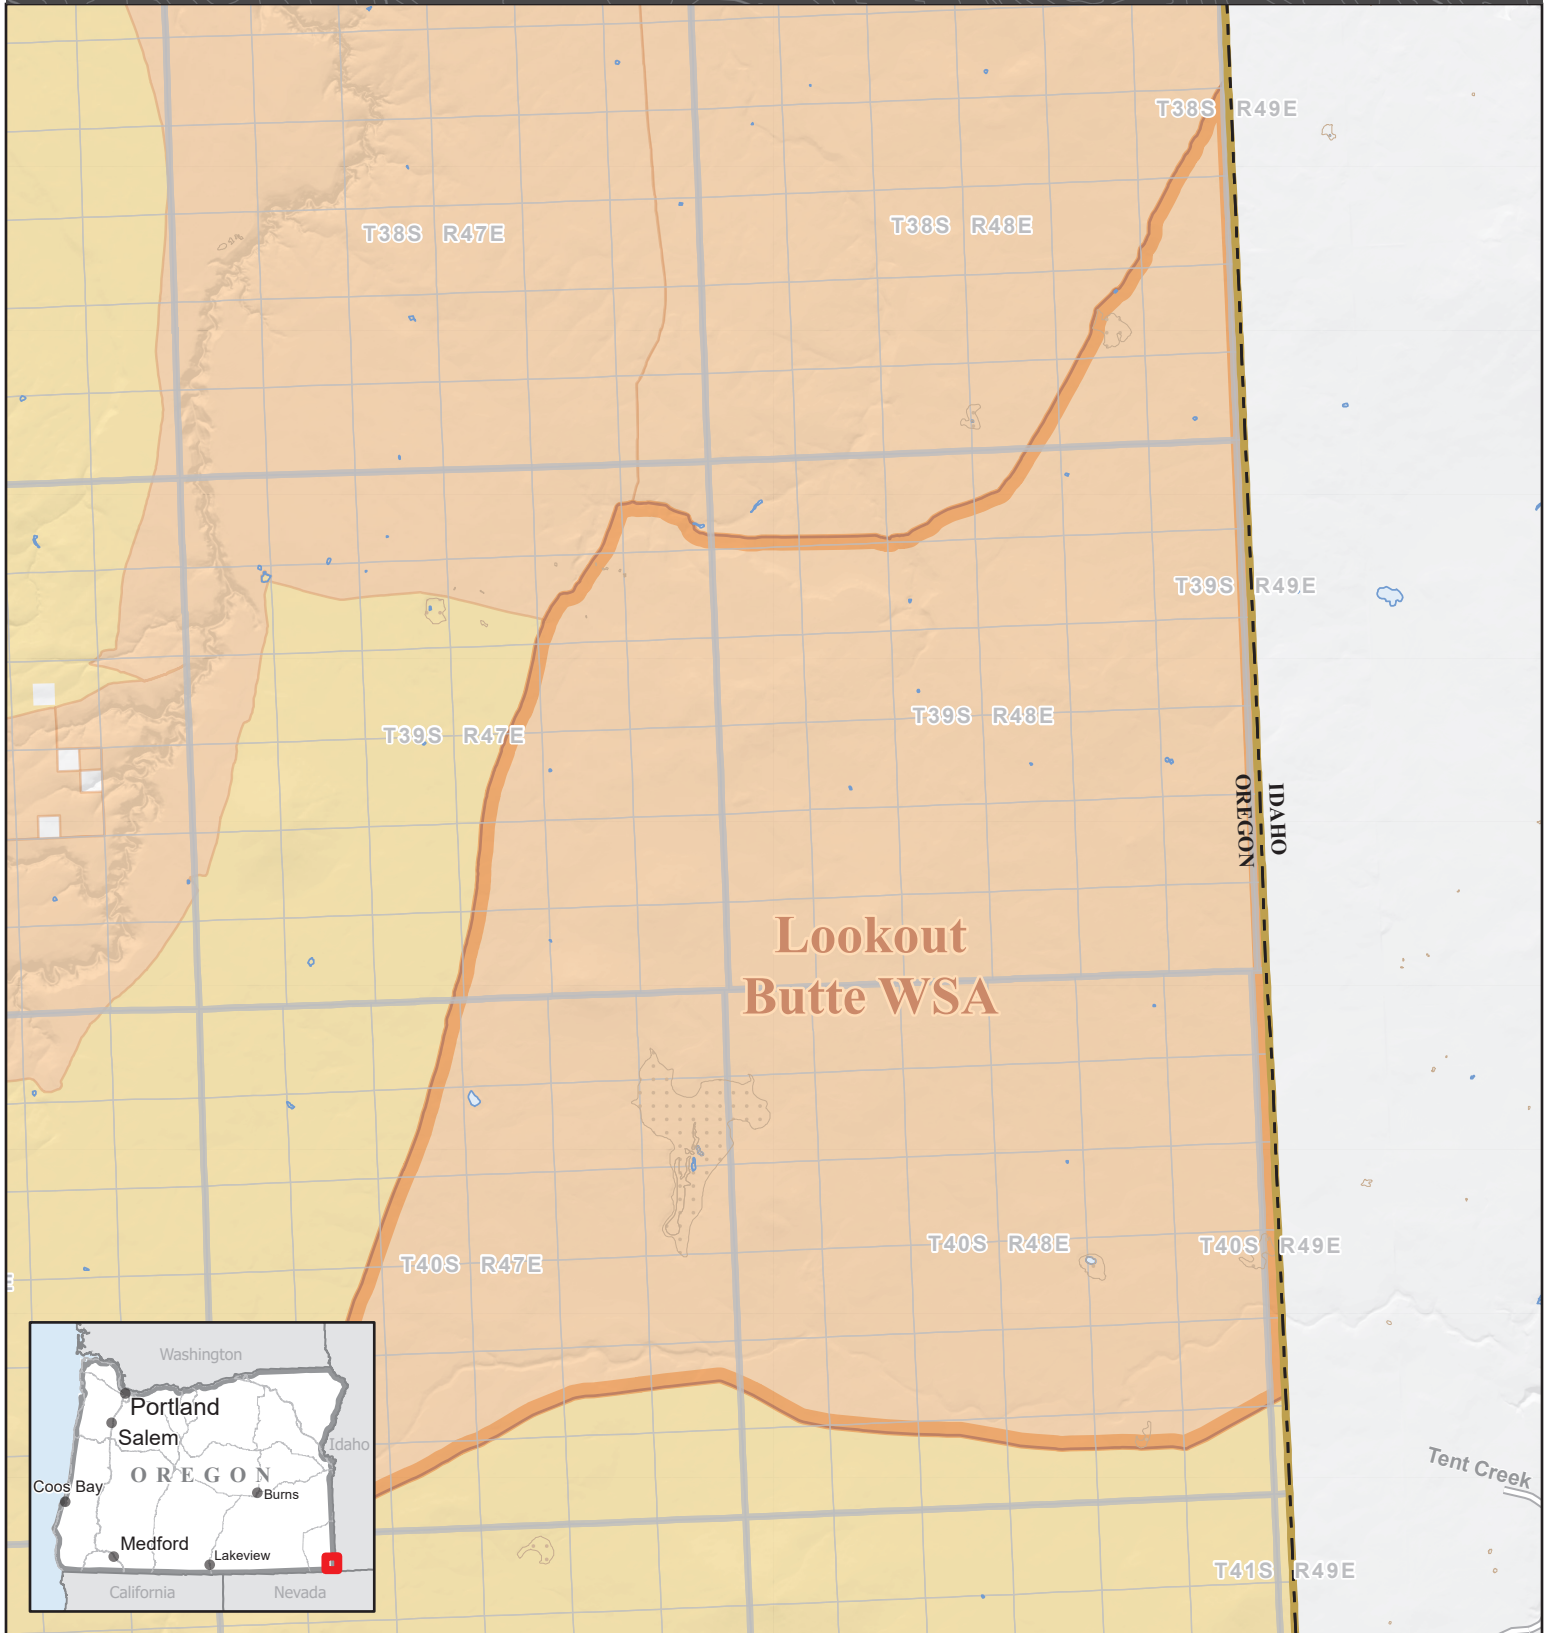 T38S R49E
T38S R47E
T38S R48E
T39S R49E
T39S R47E
T39S R48E
IDAHO
OREGON
Lookout
Butte WSA
T40S R47E
T40S R48E
T40S R49E
E
Washington
Portland
Salem
Idaho
OREGON
Coos Bay
Burns
Medford
Lakeview
California
Nevada
Tent Creek
T41S R49E